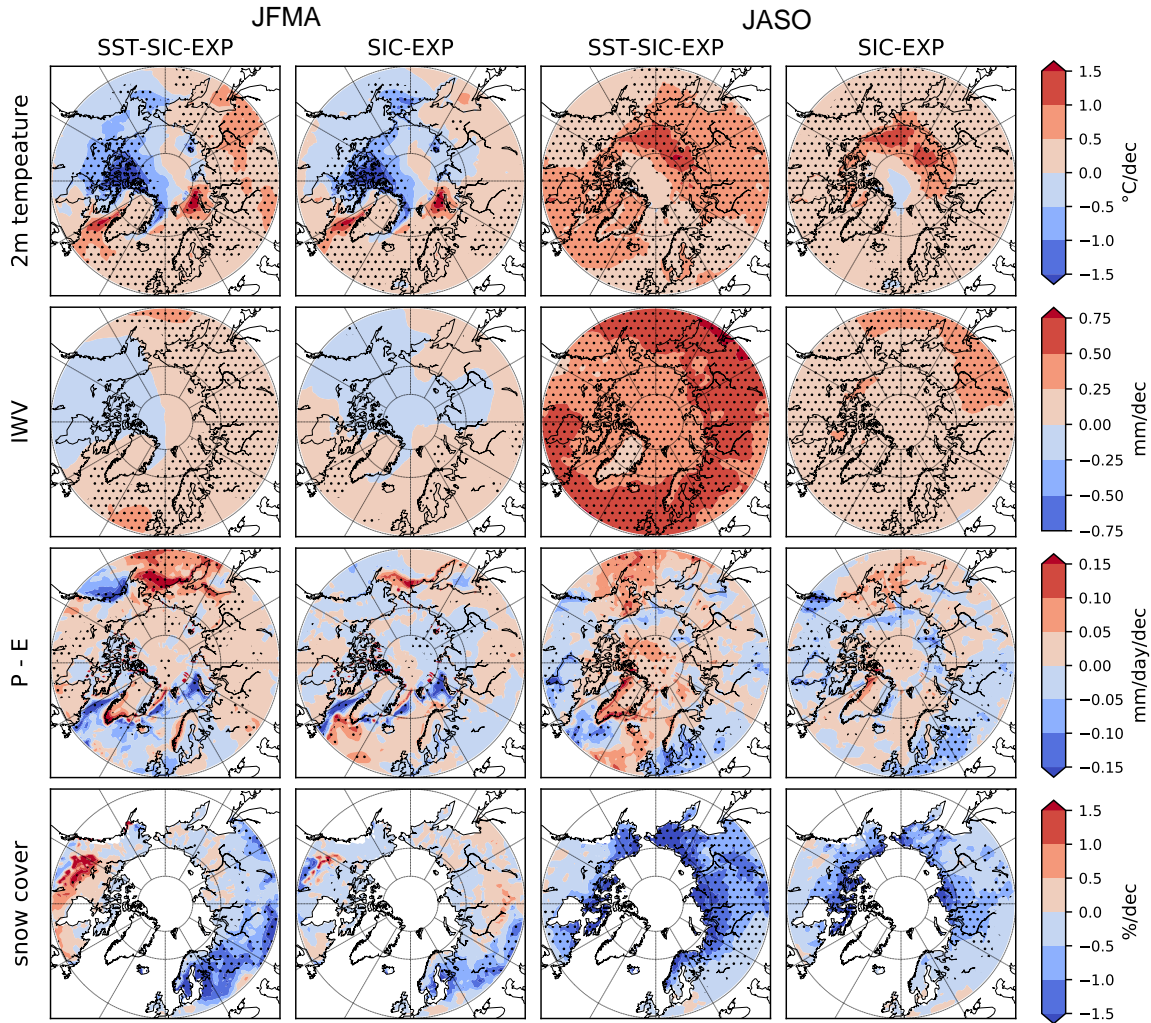 JFMA JASO
SST-SIC-EXP SIC-EXP SST-SIC-EXP SIC-EXP
2m tempeature
1.5
1.0
0.5
0.0
−0.5
−1.0
−1.5
°C/dec
IWV
0.75
0.50
0.25
0.00
−0.25
−0.50
−0.75
mm/dec
P - E
0.15
0.10
0.05
0.00
−0.05
−0.10
−0.15
mm/day/dec
snow cover
1.5
1.0
0.5
0.0
−0.5
−1.0
−1.5
%/dec